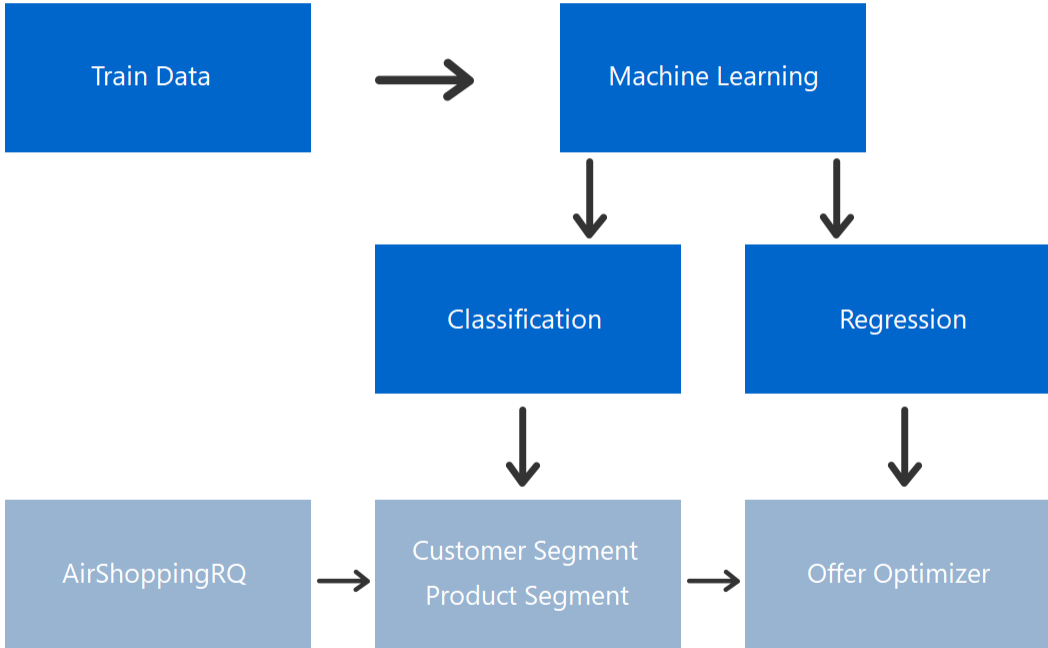 Train Data
Machine Learning
Classification
Regression
AirShoppingRQ
Customer Segment
Product Segment
Offer Optimizer